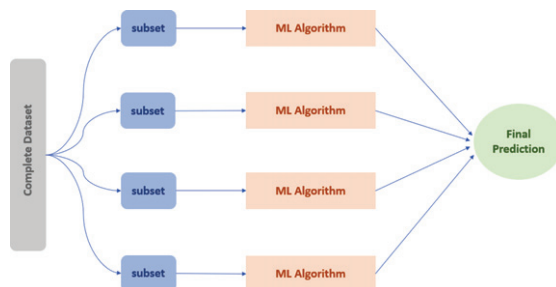 Complete Dataset
subset
ML Algorithm
subset
ML Algorithm
subset
ML Algorithm
subset
ML Algorithm
Final
Prediction